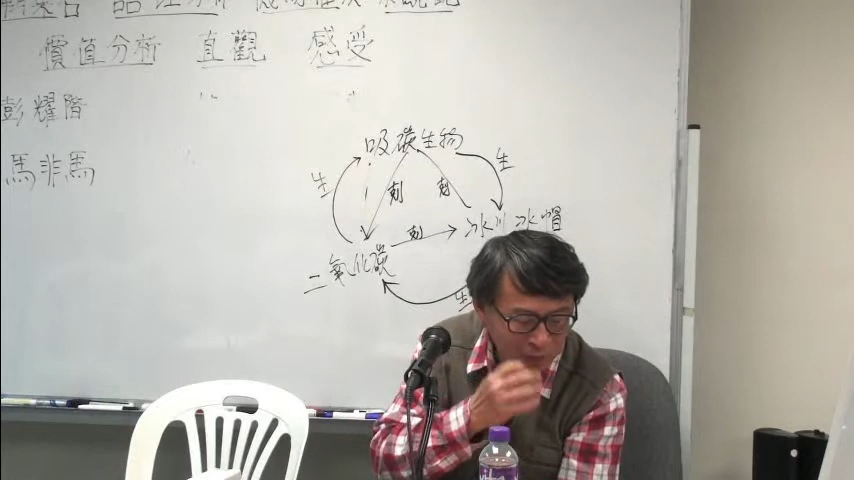 價值分析 直觀 感受
彭耀階
馬非馬
吸碳生物
生 生
剋 剋
剋 冰川冰帽
二氧化碳
生